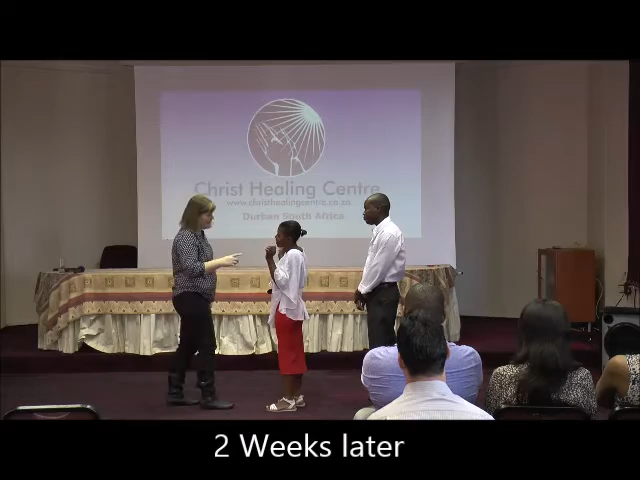 Christ Healing Centre
www.christhealingcentre.co.za
Durban South Africa
2 Weeks later